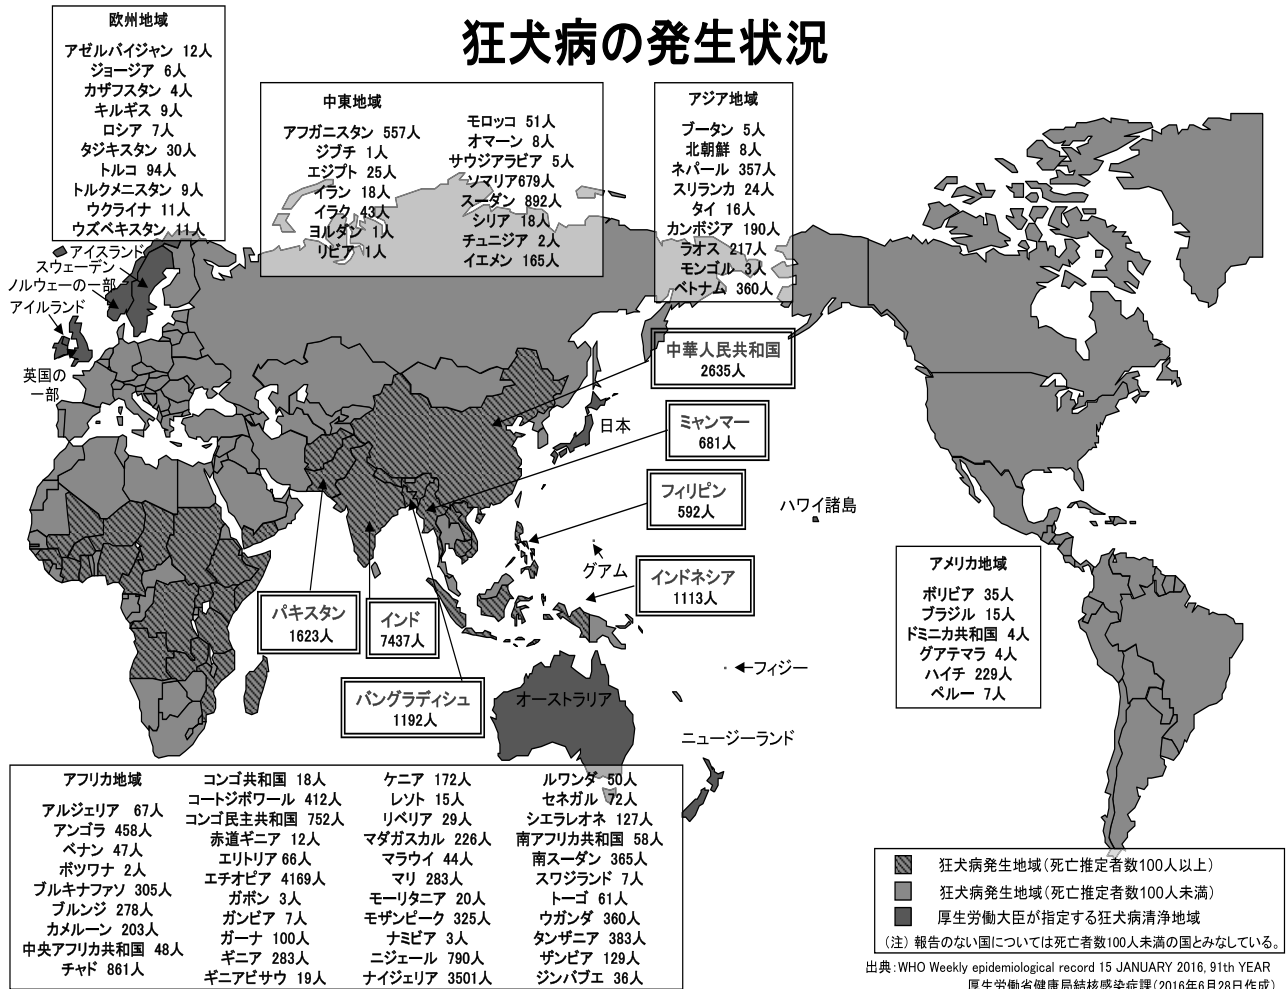 狂犬病の発生状況
欧州地域
アゼルバイジャン 12人
ジョージア 6人
カザフスタン 4人
キルギス 9人
ロシア 7人
タジキスタン 30人
トルコ 94人
トルクメニスタン 9人
ウクライナ 11人
ウズベキスタン 11人
中東地域
アフガニスタン 557人
ジブチ 1人
エジプト 25人
イラン 18人
イラク 43人
ヨルダン 1人
リビア 1人
モロッコ 51人
オマーン 8人
サウジアラビア 5人
ソマリア679人
スーダン 892人
シリア 18人
チュニジア 2人
イエメン 165人
アジア地域
ブータン 5人
北朝鮮 8人
ネパール 357人
スリランカ 24人
タイ 16人
カンボジア 190人
ラオス 217人
モンゴル 3人
ベトナム 360人
アイスランド
スウェーデン
ノルウェーの一部
アイルランド
英国の
一部
中華人民共和国
2635人
日本
ミャンマー
681人
フィリピン
592人
ハワイ諸島
グアム
インドネシア
1113人
パキスタン
1623人
インド
7437人
バングラディシュ
1192人
オーストラリア
フィジー
ニュージーランド
アメリカ地域
ボリビア 35人
ブラジル 15人
ドミニカ共和国 4人
グアテマラ 4人
ハイチ 229人
ペルー 7人
アフリカ地域
アルジェリア 67人
アンゴラ 458人
ベナン 47人
ボツワナ 2人
ブルキナファソ 305人
ブルンジ 278人
カメルーン 203人
中央アフリカ共和国 48人
チャド 861人
コンゴ共和国 18人
コートジボワール 412人
コンゴ民主共和国 752人
赤道ギニア 12人
エリトリア 66人
エチオピア 4169人
ガボン 3人
ガンビア 7人
ガーナ 100人
ギニア 283人
ギニアビサウ 19人
ケニア 172人
レソト 15人
リベリア 29人
マダガスカル 226人
マラウイ 44人
マリ 283人
モーリタニア 20人
モザンピーク 325人
ナミビア 3人
ニジェール 790人
ナイジェリア 3501人
ルワンダ 50人
セネガル 72人
シエラレオネ 127人
南アフリカ共和国 58人
南スーダン 365人
スワジランド 7人
トーゴ 61人
ウガンダ 360人
タンザニア 383人
ザンビア 129人
ジンバブエ 36人
狂犬病発生地域(死亡推定者数100人以上)
狂犬病発生地域(死亡推定者数100人未満)
厚生労働大臣が指定する狂犬病清浄地域
(注) 報告のない国については死亡者数100人未満の国とみなしている。
出典:WHO Weekly epidemiological record 15 JANUARY 2016, 91th YEAR
厚生労働省健康局結核感染症課(2016年6月28日作成)